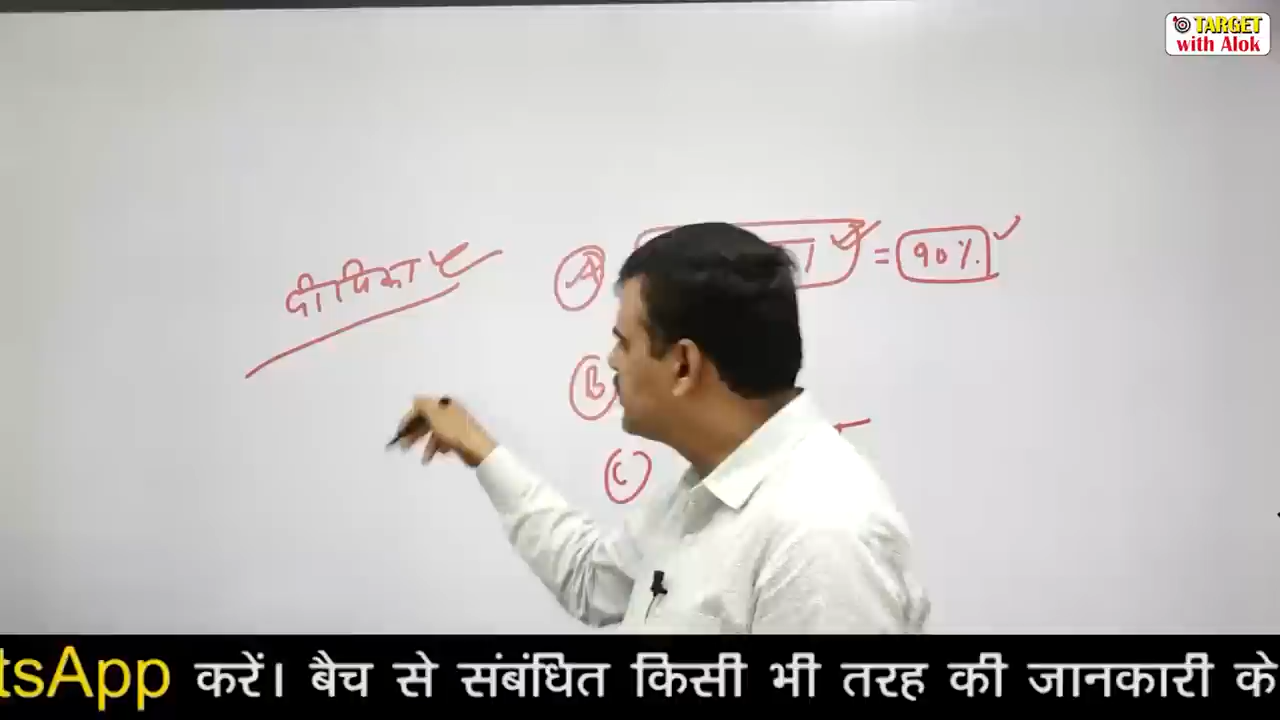 TARGET
with Alok
दीपिका
A
= 90%
B
C
tsApp करें। बैच से संबंधित किसी भी तरह की जानकारी के